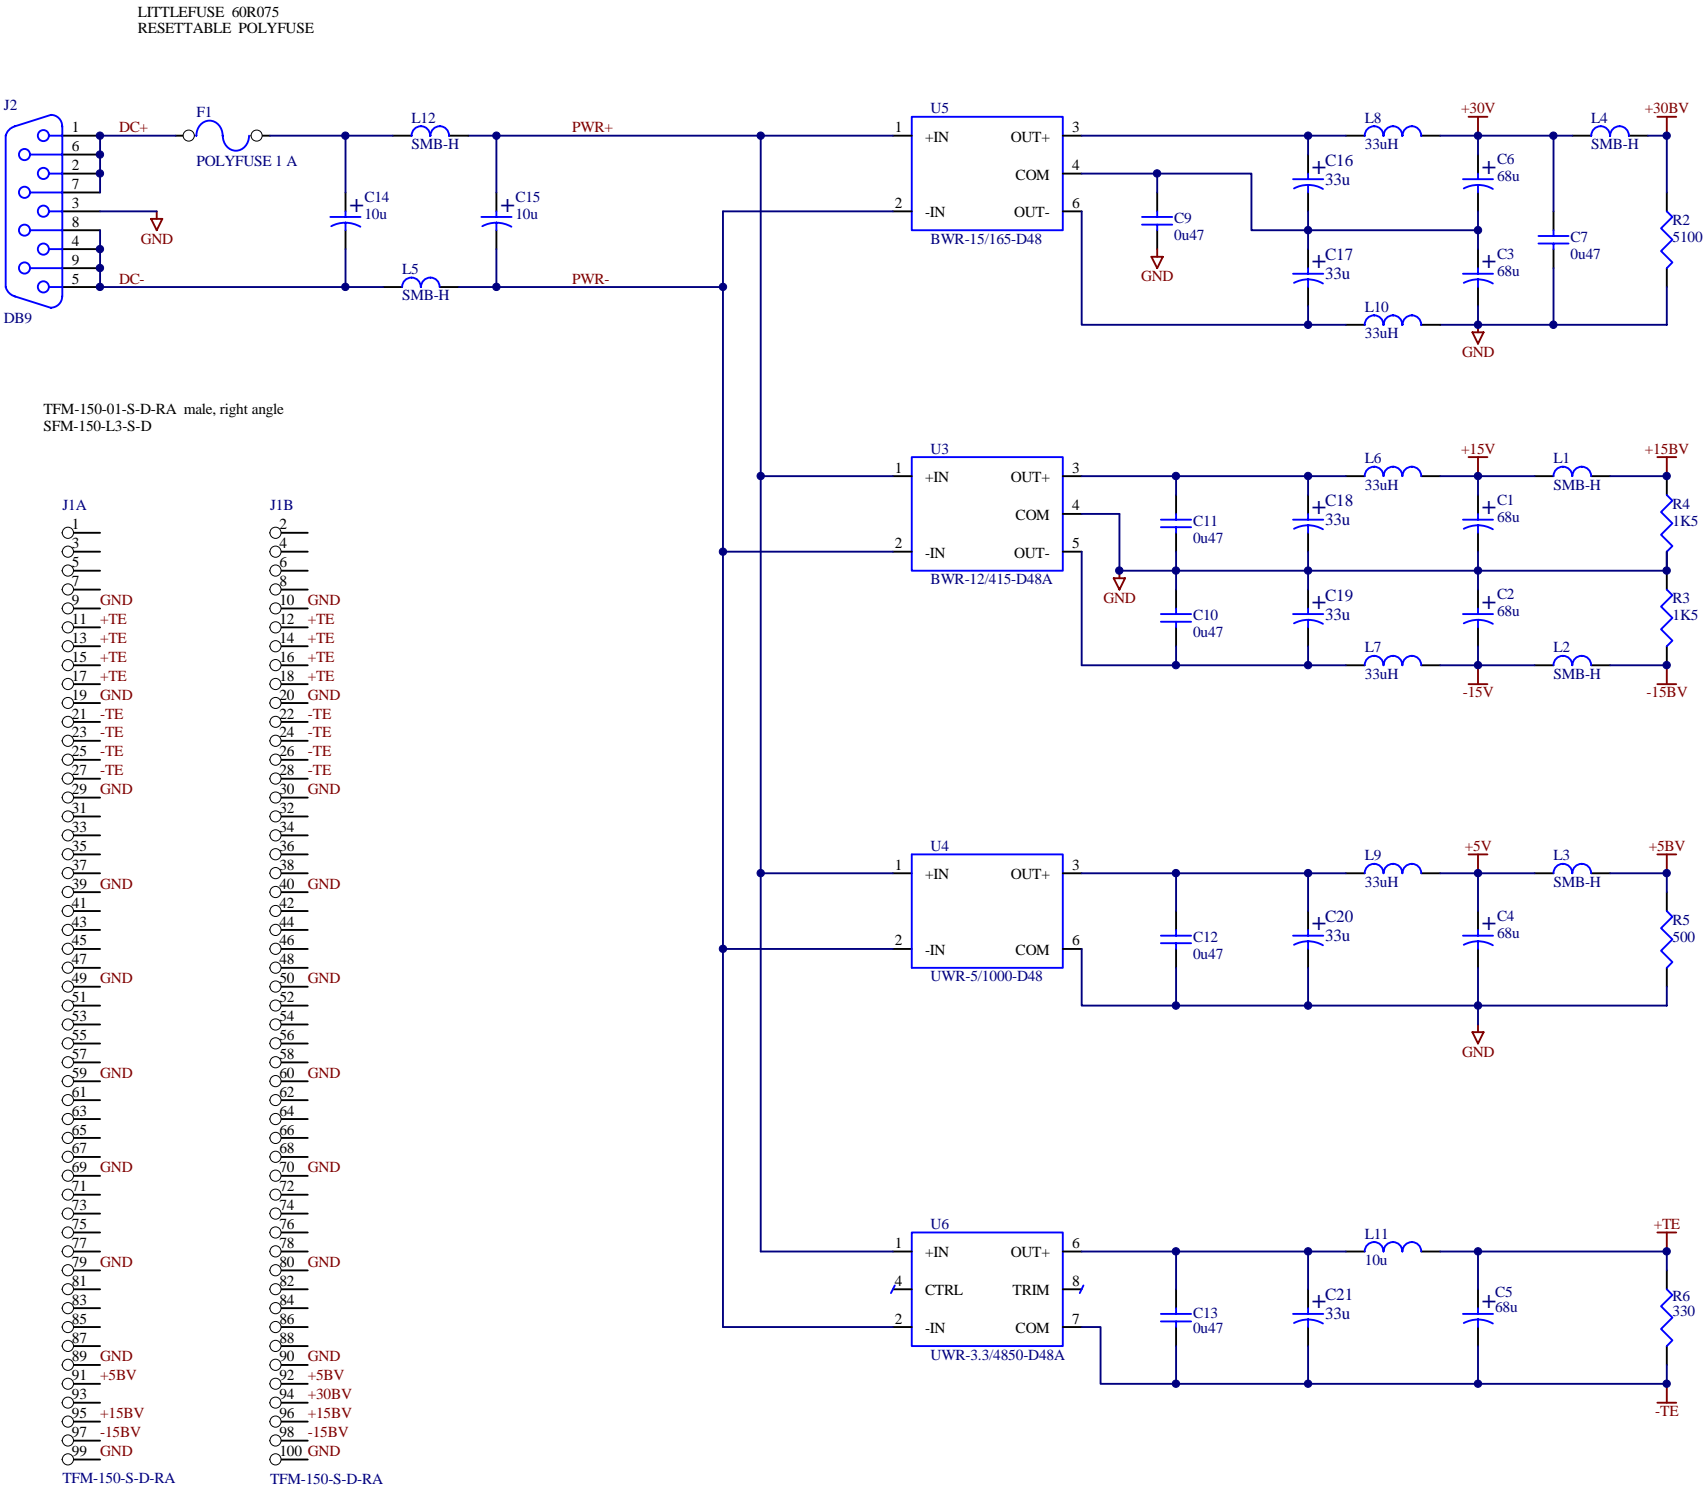 LITTLEFUSE 60R075
RESETTABLE POLYFUSE
J2
1
6
2
7
3
8
4
9
5
DB9
DC+
GND
DC-
F1
POLYFUSE 1 A
C14
10u
L12
SMB-H
L5
SMB-H
C15
10u
PWR+
PWR-
U5
1 +IN OUT+ 3
COM 4
2 -IN OUT- 6
BWR-15/165-D48
C9
0u47
GND
C16
33u
C17
33u
L8
33uH
L10
33uH
+30V
C6
68u
C3
68u
GND
C7
0u47
L4
SMB-H
+30BV
R2
5100
TFM-150-01-S-D-RA male, right angle
SFM-150-L3-S-D
U3
1 +IN OUT+ 3
COM 4
2 -IN OUT- 5
BWR-12/415-D48A
GND
C11
0u47
C10
0u47
C18
33u
C19
33u
L6
33uH
L7
33uH
+15V
C1
68u
C2
68u
-15V
L1
SMB-H
L2
SMB-H
+15BV
R4
1K5
R3
1K5
-15BV
U4
1 +IN OUT+ 3
2 -IN COM 6
UWR-5/1000-D48
C12
0u47
C20
33u
L9
33uH
+5V
C4
68u
GND
L3
SMB-H
+5BV
R5
500
U6
1 +IN OUT+ 6
4 CTRL TRIM 8
2 -IN COM 7
UWR-3.3/4850-D48A
C13
0u47
C21
33u
L11
10u
C5
68u
+TE
R6
330
-TE
J1A
1
3
5
7
9 GND
11 +TE
13 +TE
15 +TE
17 +TE
19 GND
21 -TE
23 -TE
25 -TE
27 -TE
29 GND
31
33
35
37
39 GND
41
43
45
47
49 GND
51
53
55
57
59 GND
61
63
65
67
69 GND
71
73
75
77
79 GND
81
83
85
87
89 GND
91 +5BV
93
95 +15BV
97 -15BV
99 GND
TFM-150-S-D-RA
J1B
2
4
6
8
10 GND
12 +TE
14 +TE
16 +TE
18 +TE
20 GND
22 -TE
24 -TE
26 -TE
28 -TE
30 GND
32
34
36
38
40 GND
42
44
46
48
50 GND
52
54
56
58
60 GND
62
64
66
68
70 GND
72
74
76
78
80 GND
82
84
86
88
90 GND
92 +5BV
94 +30BV
96 +15BV
98 -15BV
100 GND
TFM-150-S-D-RA